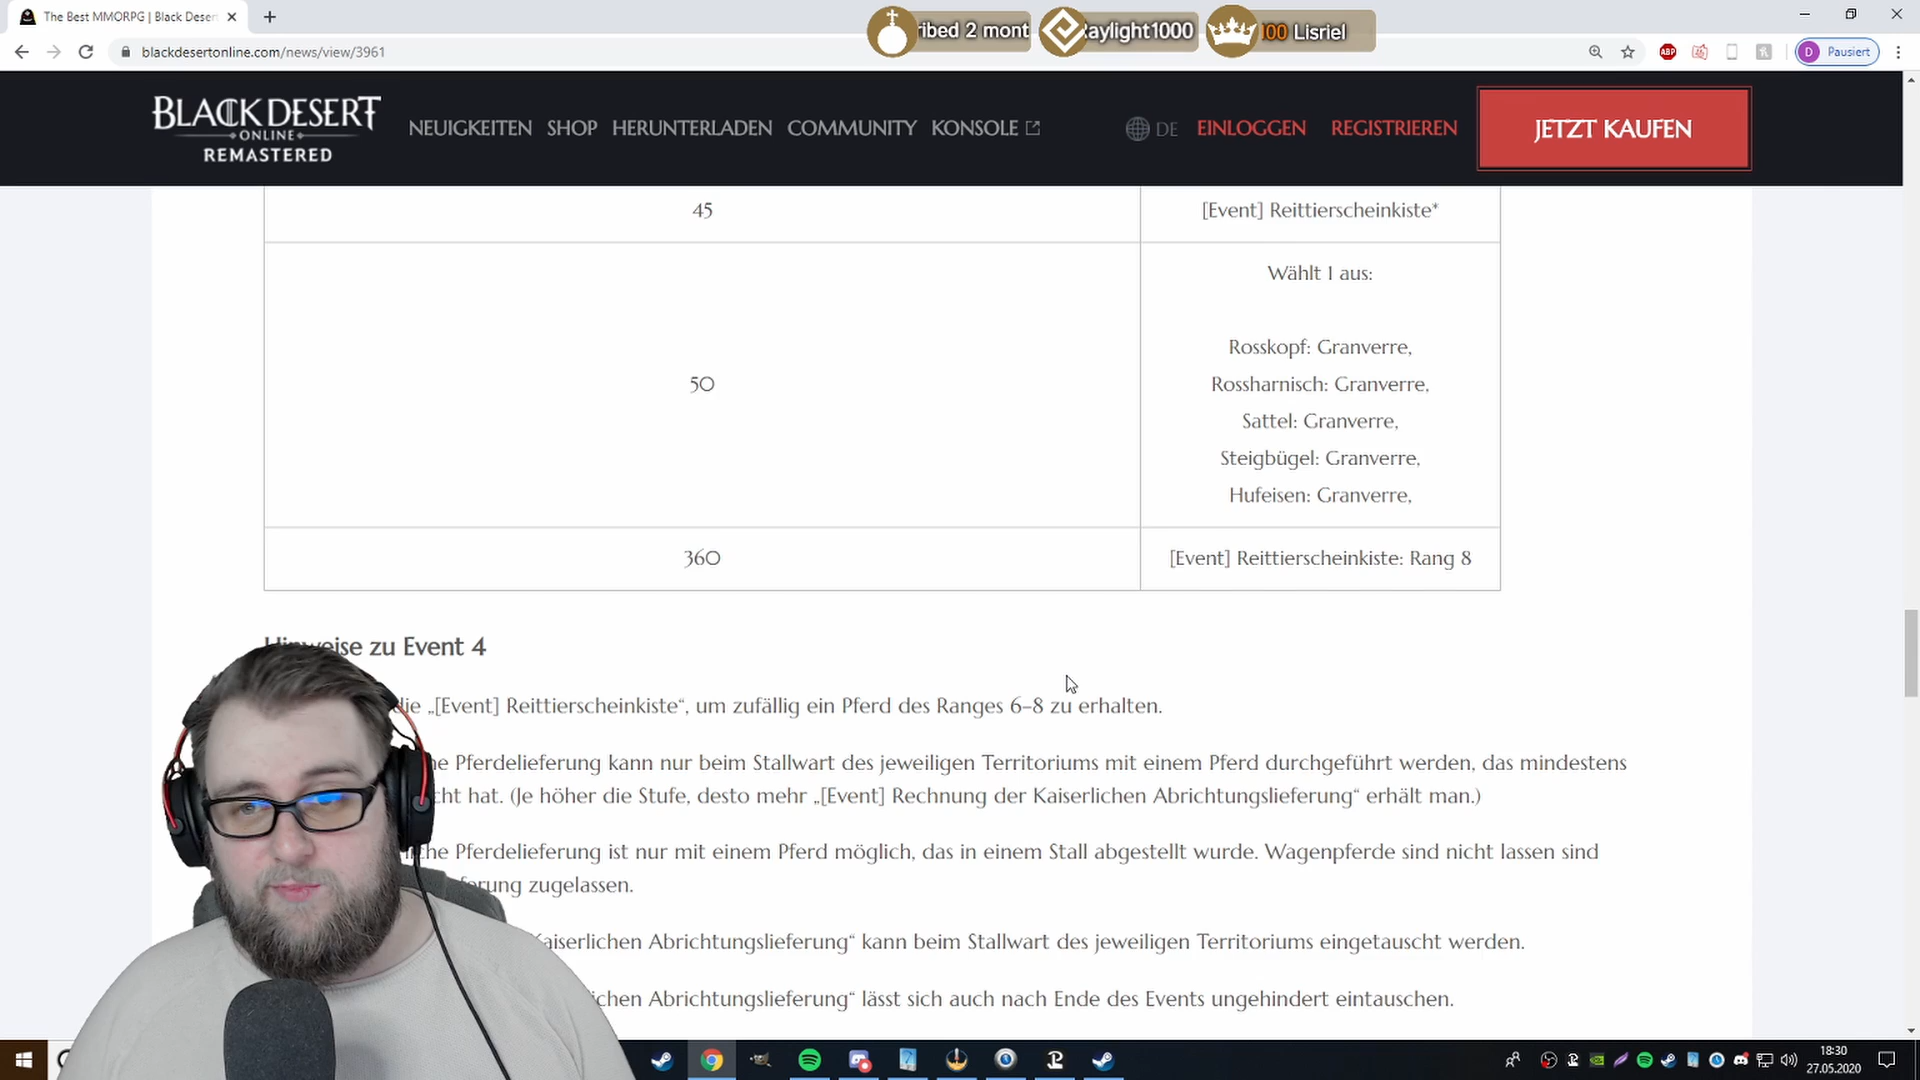 The Best MMORPG | Black Deser
blackdesertonline.com/news/view/3961
ribed 2 mont
aylight1000
100 Lisriel
ABP
D Pausiert
BLACK DESERT
ONLINE
REMASTERED
NEUIGKEITEN SHOP HERUNTERLADEN COMMUNITY KONSOLE
DE EINLOGGEN REGISTRIEREN
JETZT KAUFEN
45
[Event] Reittierscheinkiste*
50
Wählt 1 aus:
Rosskopf: Granverre,
Rossharnisch: Granverre,
Sattel: Granverre,
Steigbügel: Granverre,
Hufeisen: Granverre,
360
[Event] Reittierscheinkiste: Rang 8
Hinweise zu Event 4
die „[Event] Reittierscheinkiste“, um zufällig ein Pferd des Ranges 6–8 zu erhalten.
he Pferdelieferung kann nur beim Stallwart des jeweiligen Territoriums mit einem Pferd durchgeführt werden, das mindestens
cht hat. (Je höher die Stufe, desto mehr „[Event] Rechnung der Kaiserlichen Abrichtungslieferung“ erhält man.)
iche Pferdelieferung ist nur mit einem Pferd möglich, das in einem Stall abgestellt wurde. Wagenpferde sind nicht lassen sind
ferung zugelassen.
Kaiserlichen Abrichtungslieferung“ kann beim Stallwart des jeweiligen Territoriums eingetauscht werden.
lichen Abrichtungslieferung“ lässt sich auch nach Ende des Events ungehindert eintauschen.
18:30
27.05.2020